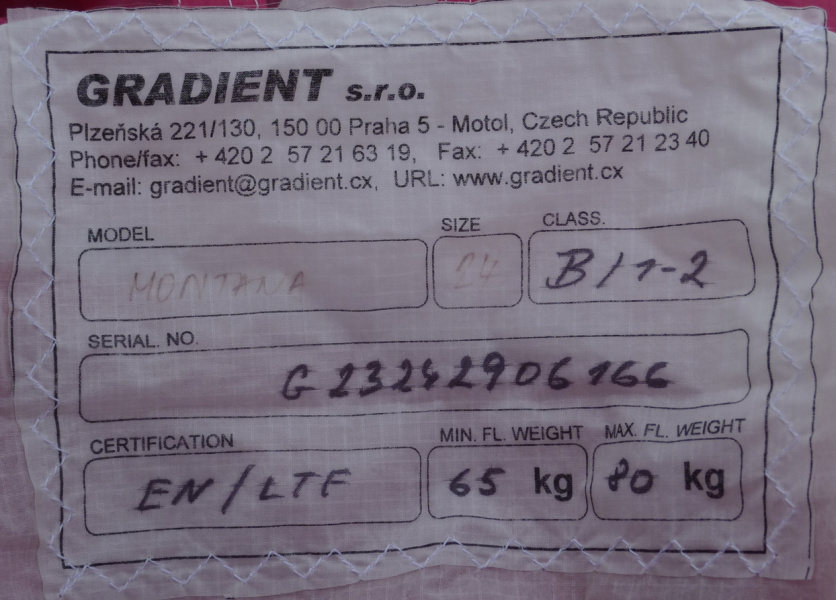 GRADIENT s.r.o.
Plzeňská 221/130, 150 00 Praha 5 - Motol, Czech Republic
Phone/fax: + 420 2 57 21 63 19, Fax: + 420 2 57 21 23 40
E-mail: gradient@gradient.cx, URL: www.gradient.cx
MODEL SIZE CLASS.
MONTANA 24 B/1-2
SERIAL. NO.
G 23242906166
CERTIFICATION MIN. FL. WEIGHT MAX. FL. WEIGHT
EN/LTF 65 kg 80 kg